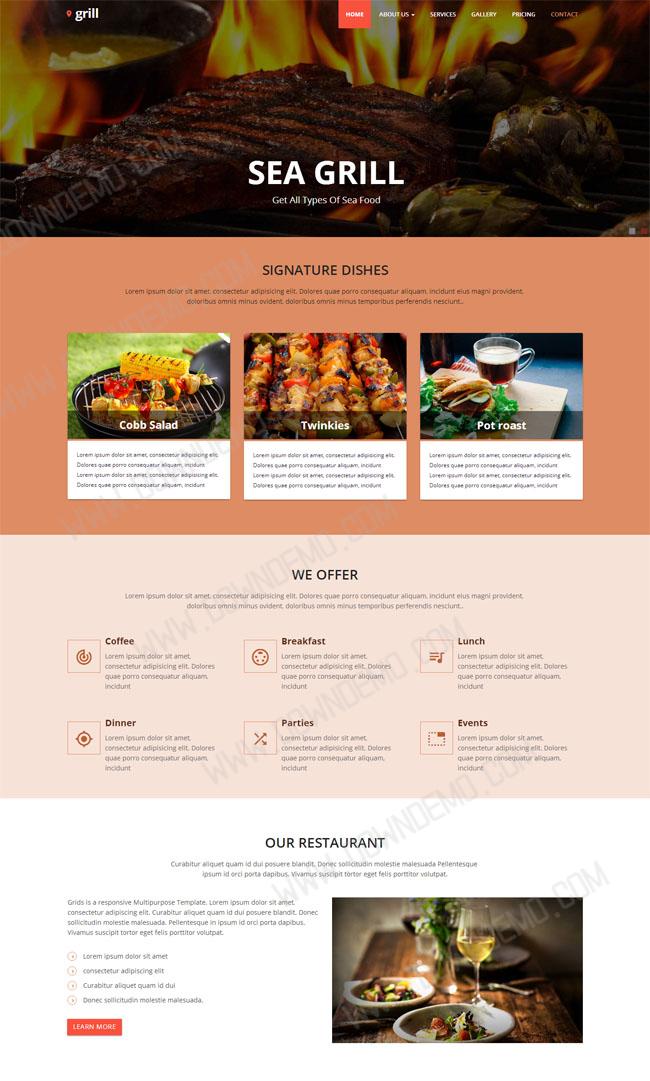 grill
HOME ABOUT US SERVICES GALLERY PRICING CONTACT
SEA GRILL
Get All Types Of Sea Food
SIGNATURE DISHES
Lorem ipsum dolor sit amet, consectetur adipisicing elit. Dolores quae porro consequatur aliquam, incidunt eius magni provident,
doloribus omnis minus ovident, doloribus omnis minus temporibus perferendis nesciunt..
Cobb Salad
Lorem ipsum dolor sit amet, consectetur adipisicing elit.
Dolores quae porro consequatur aliquam, incidunt
Lorem ipsum dolor sit amet, consectetur adipisicing elit.
Dolores quae porro consequatur aliquam, incidunt
Twinkies
Lorem ipsum dolor sit amet, consectetur adipisicing elit.
Dolores quae porro consequatur aliquam, incidunt
Lorem ipsum dolor sit amet, consectetur adipisicing elit.
Dolores quae porro consequatur aliquam, incidunt
Pot roast
Lorem ipsum dolor sit amet, consectetur adipisicing elit.
Dolores quae porro consequatur aliquam, incidunt
Lorem ipsum dolor sit amet, consectetur adipisicing elit.
Dolores quae porro consequatur aliquam, incidunt
WE OFFER
Lorem ipsum dolor sit amet, consectetur adipisicing elit. Dolores quae porro consequatur aliquam, incidunt eius magni provident,
doloribus omnis minus ovident, doloribus omnis minus temporibus perferendis nesciunt..
Coffee
Lorem ipsum dolor sit amet,
consectetur adipisicing elit. Dolores
quae porro consequatur aliquam,
incidunt
Breakfast
Lorem ipsum dolor sit amet,
consectetur adipisicing elit. Dolores
quae porro consequatur aliquam,
incidunt
Lunch
Lorem ipsum dolor sit amet,
consectetur adipisicing elit. Dolores
quae porro consequatur aliquam,
incidunt
Dinner
Lorem ipsum dolor sit amet,
consectetur adipisicing elit. Dolores
quae porro consequatur aliquam,
incidunt
Parties
Lorem ipsum dolor sit amet,
consectetur adipisicing elit. Dolores
quae porro consequatur aliquam,
incidunt
Events
Lorem ipsum dolor sit amet,
consectetur adipisicing elit. Dolores
quae porro consequatur aliquam,
incidunt
OUR RESTAURANT
Curabitur aliquet quam id dui posuere blandit. Donec sollicitudin molestie malesuada Pellentesque
ipsum id orci porta dapibus. Vivamus suscipit tortor eget felis porttitor volutpat.
Grids is a responsive Multipurpose Template. Lorem ipsum dolor sit amet,
consectetur adipiscing elit. Curabitur aliquet quam id dui posuere blandit. Donec
sollicitudin molestie malesuada. Pellentesque in ipsum id orci porta dapibus.
Vivamus suscipit tortor eget felis porttitor volutpat.
Lorem ipsum dolor sit amet
consectetur adipiscing elit
Curabitur aliquet quam id dui
Donec sollicitudin molestie malesuada.
LEARN MORE
WWW.DOWNDEMO.COM
WWW.DOWNDEMO.COM
WWW.DOWNDEMO.COM
WWW.DOWNDEMO.COM
WWW.DOWNDEMO.COM
WWW.DOWNDEMO.COM